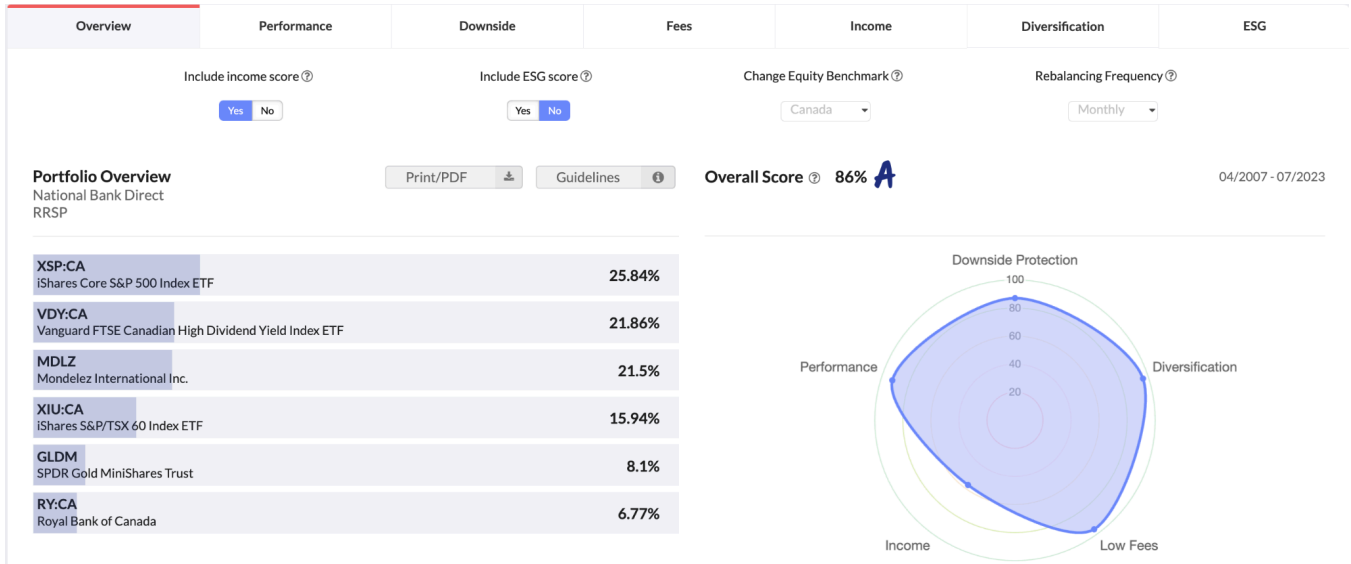 Overview Performance Downside Fees Income Diversification ESG
Include income score ? Include ESG score ? Change Equity Benchmark ? Rebalancing Frequency ?
Yes No Yes No Canada Monthly
Portfolio Overview Print/PDF Guidelines Overall Score ? 86% A 04/2007 - 07/2023
National Bank Direct
RRSP
XSP:CA
iShares Core S&P 500 Index ETF
25.84%
VDY:CA
Vanguard FTSE Canadian High Dividend Yield Index ETF
21.86%
MDLZ
Mondelez International Inc.
21.5%
XIU:CA
iShares S&P/TSX 60 Index ETF
15.94%
GLDM
SPDR Gold MiniShares Trust
8.1%
RY:CA
Royal Bank of Canada
6.77%
Downside Protection
100
80
60
40
20
Performance
Diversification
Income
Low Fees